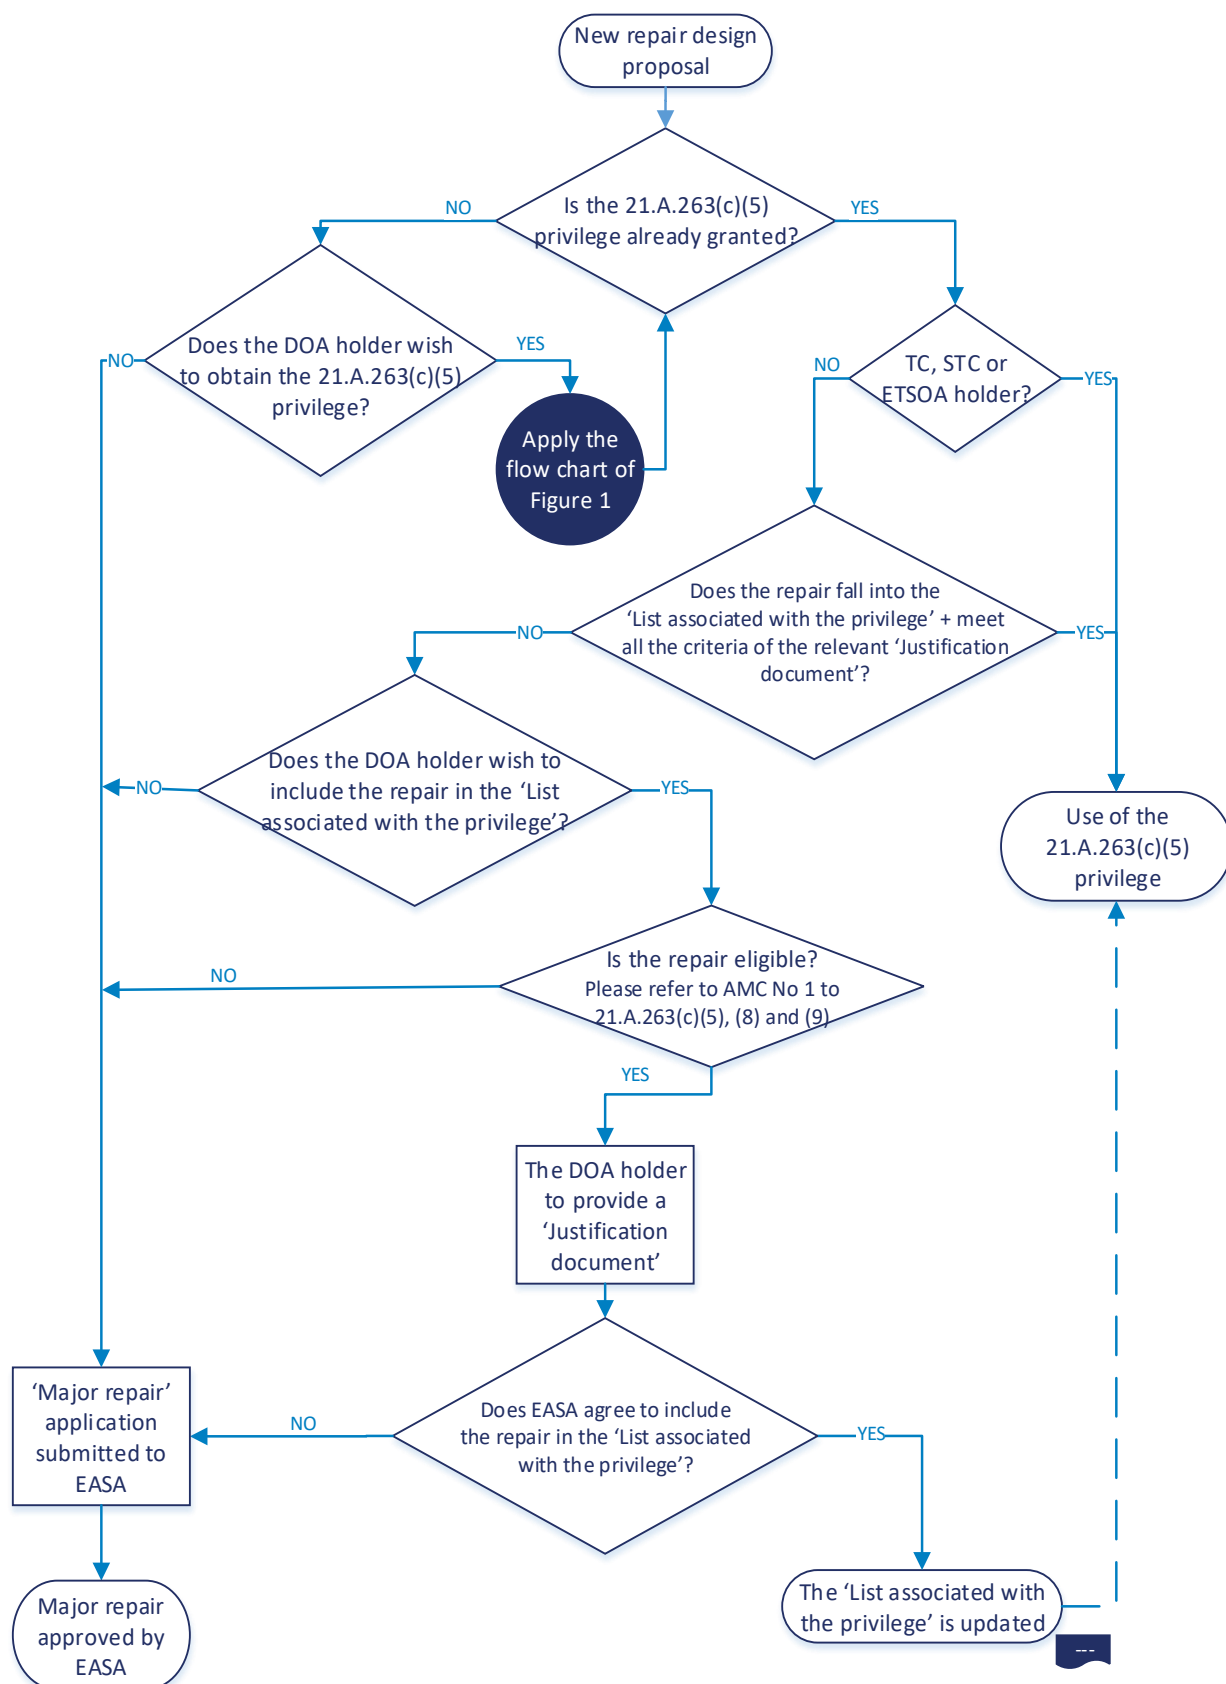 New repair design
proposal
Is the 21.A.263(c)(5)
privilege already granted?
NO
YES
Does the DOA holder wish
to obtain the 21.A.263(c)(5)
privilege?
NO
YES
Apply the
flow chart of
Figure 1
TC, STC or
ETSOA holder?
NO
YES
Does the repair fall into the
‘List associated with the privilege’ + meet
all the criteria of the relevant ‘Justification
document’?
NO
YES
Does the DOA holder wish to
include the repair in the ‘List
associated with the privilege’?
NO
YES
Use of the
21.A.263(c)(5)
privilege
Is the repair eligible?
Please refer to AMC No 1 to
21.A.263(c)(5), (8) and (9)
NO
YES
The DOA holder
to provide a
‘Justification
document’
Does EASA agree to include
the repair in the ‘List associated
with the privilege’?
NO
YES
‘Major repair’
application
submitted to
EASA
Major repair
approved by
EASA
The ‘List associated with
the privilege’ is updated
---